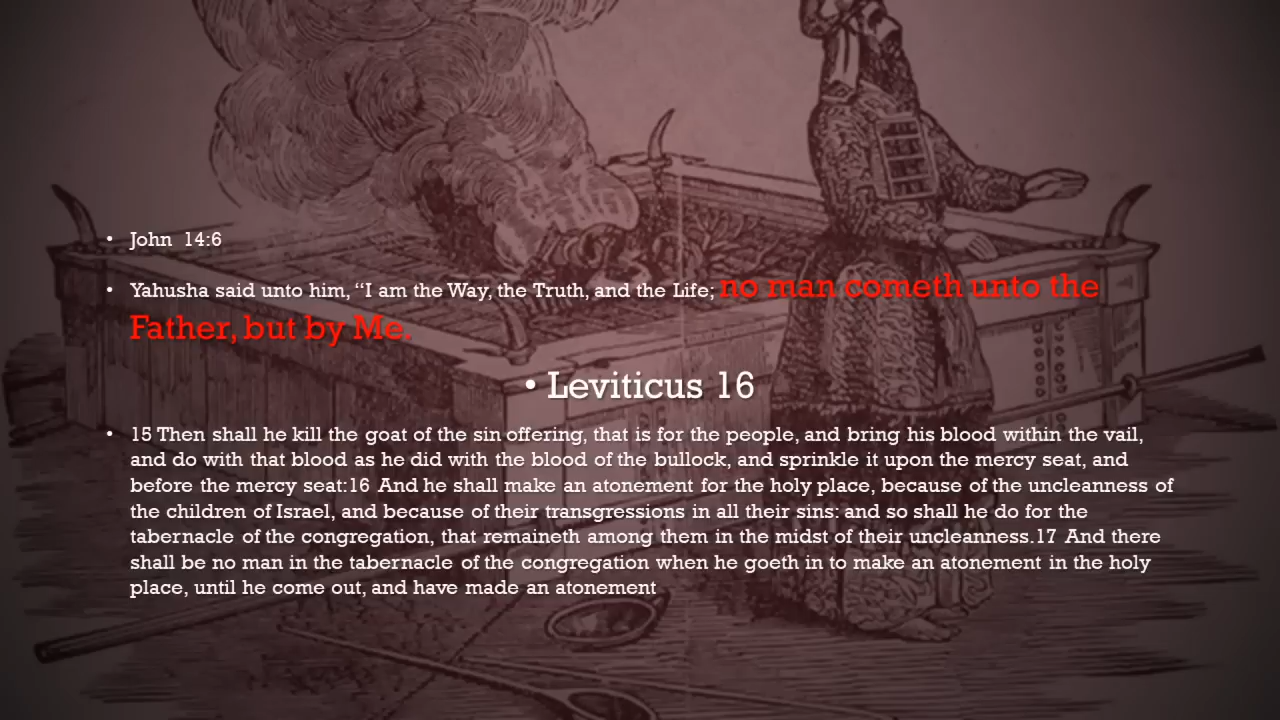 • John 14:6
• Yahusha said unto him, “I am the Way, the Truth, and the Life; no man cometh unto the
Father, but by Me.
• Leviticus 16
• 15 Then shall he kill the goat of the sin offering, that is for the people, and bring his blood within the vail,
and do with that blood as he did with the blood of the bullock, and sprinkle it upon the mercy seat, and
before the mercy seat:16 And he shall make an atonement for the holy place, because of the uncleanness of
the children of Israel, and because of their transgressions in all their sins: and so shall he do for the
tabernacle of the congregation, that remaineth among them in the midst of their uncleanness.17 And there
shall be no man in the tabernacle of the congregation when he goeth in to make an atonement in the holy
place, until he come out, and have made an atonement